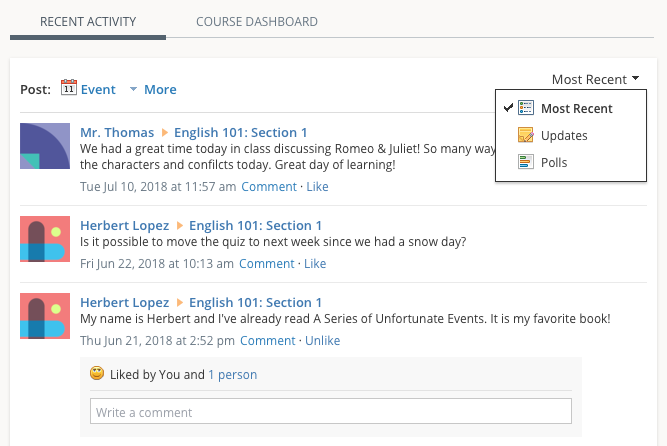 RECENT ACTIVITY COURSE DASHBOARD
Post: 11 Event More
Most Recent
Most Recent
Updates
Polls
Mr. Thomas English 101: Section 1
We had a great time today in class discussing Romeo & Juliet! So many way
the characters and confilcts today. Great day of learning!
Tue Jul 10, 2018 at 11:57 am Comment · Like
Herbert Lopez English 101: Section 1
Is it possible to move the quiz to next week since we had a snow day?
Fri Jun 22, 2018 at 10:13 am Comment · Like
Herbert Lopez English 101: Section 1
My name is Herbert and I've already read A Series of Unfortunate Events. It is my favorite book!
Thu Jun 21, 2018 at 2:52 pm Comment · Unlike
Liked by You and 1 person
Write a comment